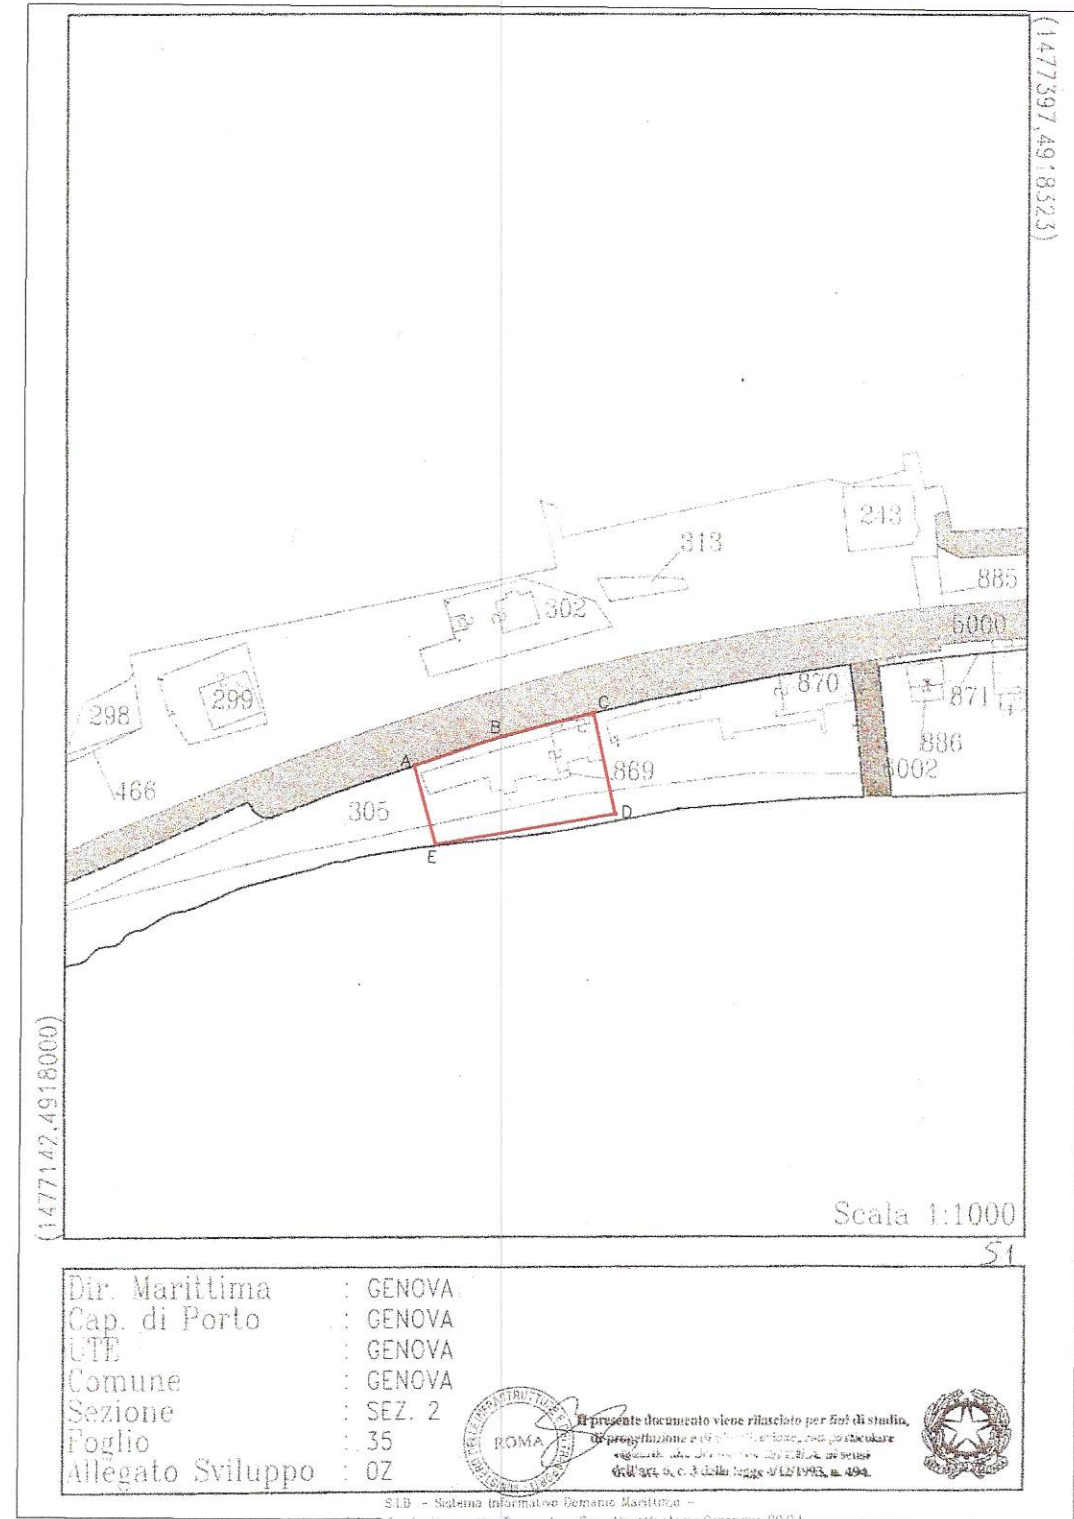 (1477397,4918323)
243
313
885
302
6000
299
298
870
871
C
B
886
A
869
6002
466
305
D
E
(1477142,4918000)
Scala 1:1000
51
Dir. Marittima : GENOVA
Cap. di Porto : GENOVA
UTE : GENOVA
Comune : GENOVA
Sezione : SEZ. 2
Foglio : 35
Allegato Sviluppo : 0Z
ROMA
Il presente documento viene rilasciato per fini di studio,
di progettazione e di
dell'art. 6, c. 3 della legge 4/12/1993, n. 494.
S.I.D - Sistema Informativo Demanio Marittimo -